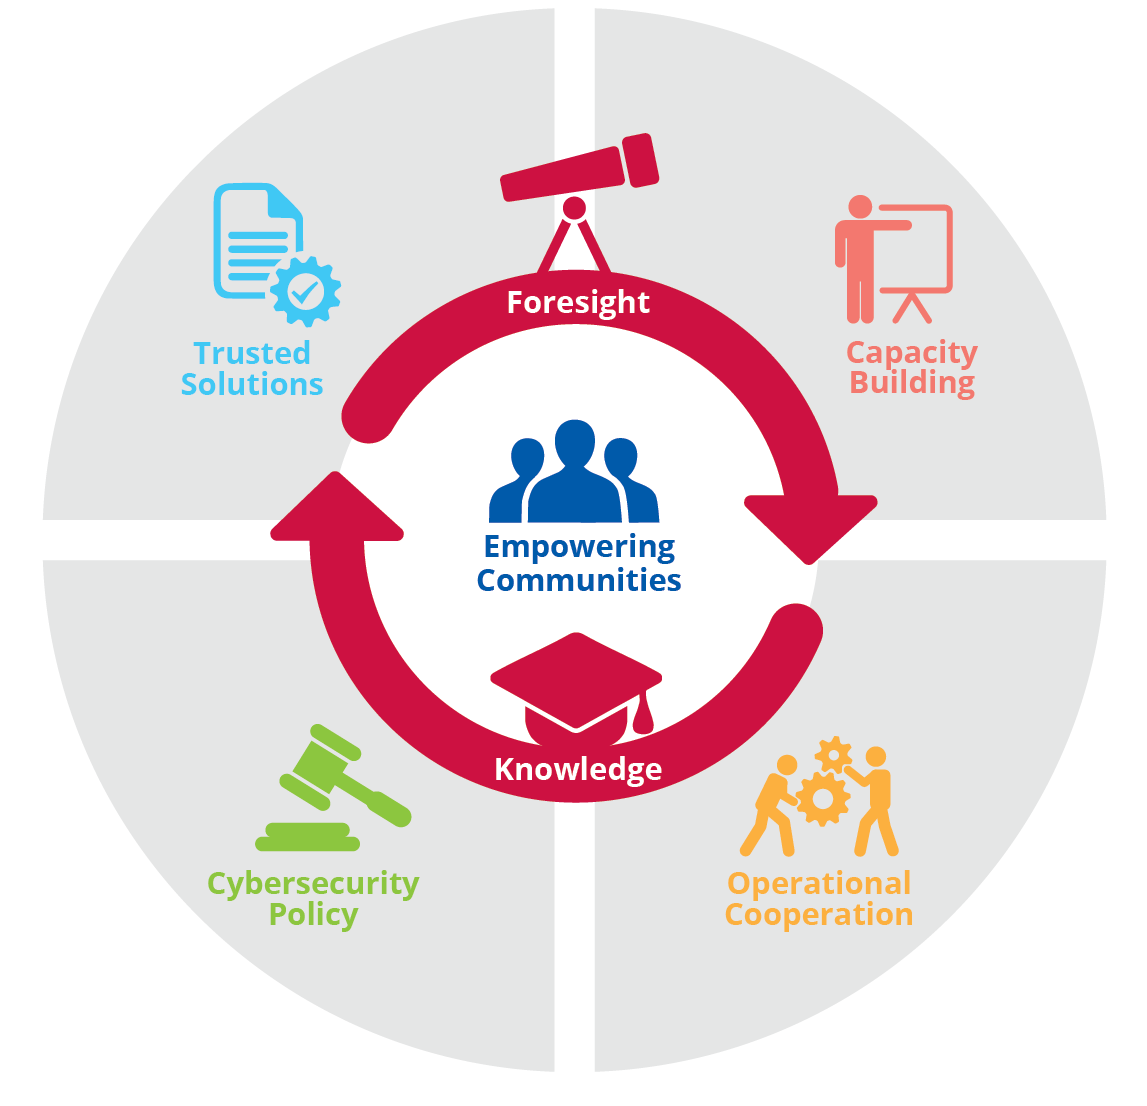 Foresight
Trusted
Solutions
Capacity
Building
Empowering
Communities
Knowledge
Cybersecurity
Policy
Operational
Cooperation